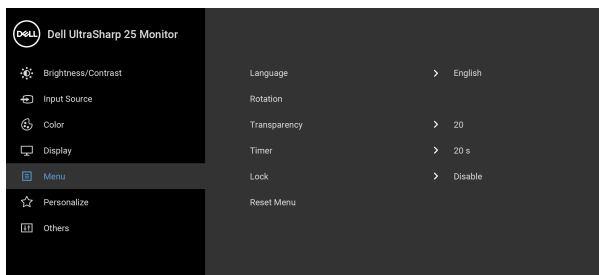 DELL Dell UltraSharp 25 Monitor
Brightness/Contrast
Input Source
Color
Display
Menu
Personalize
Others
Language > English
Rotation
Transparency > 20
Timer > 20 s
Lock > Disable
Reset Menu